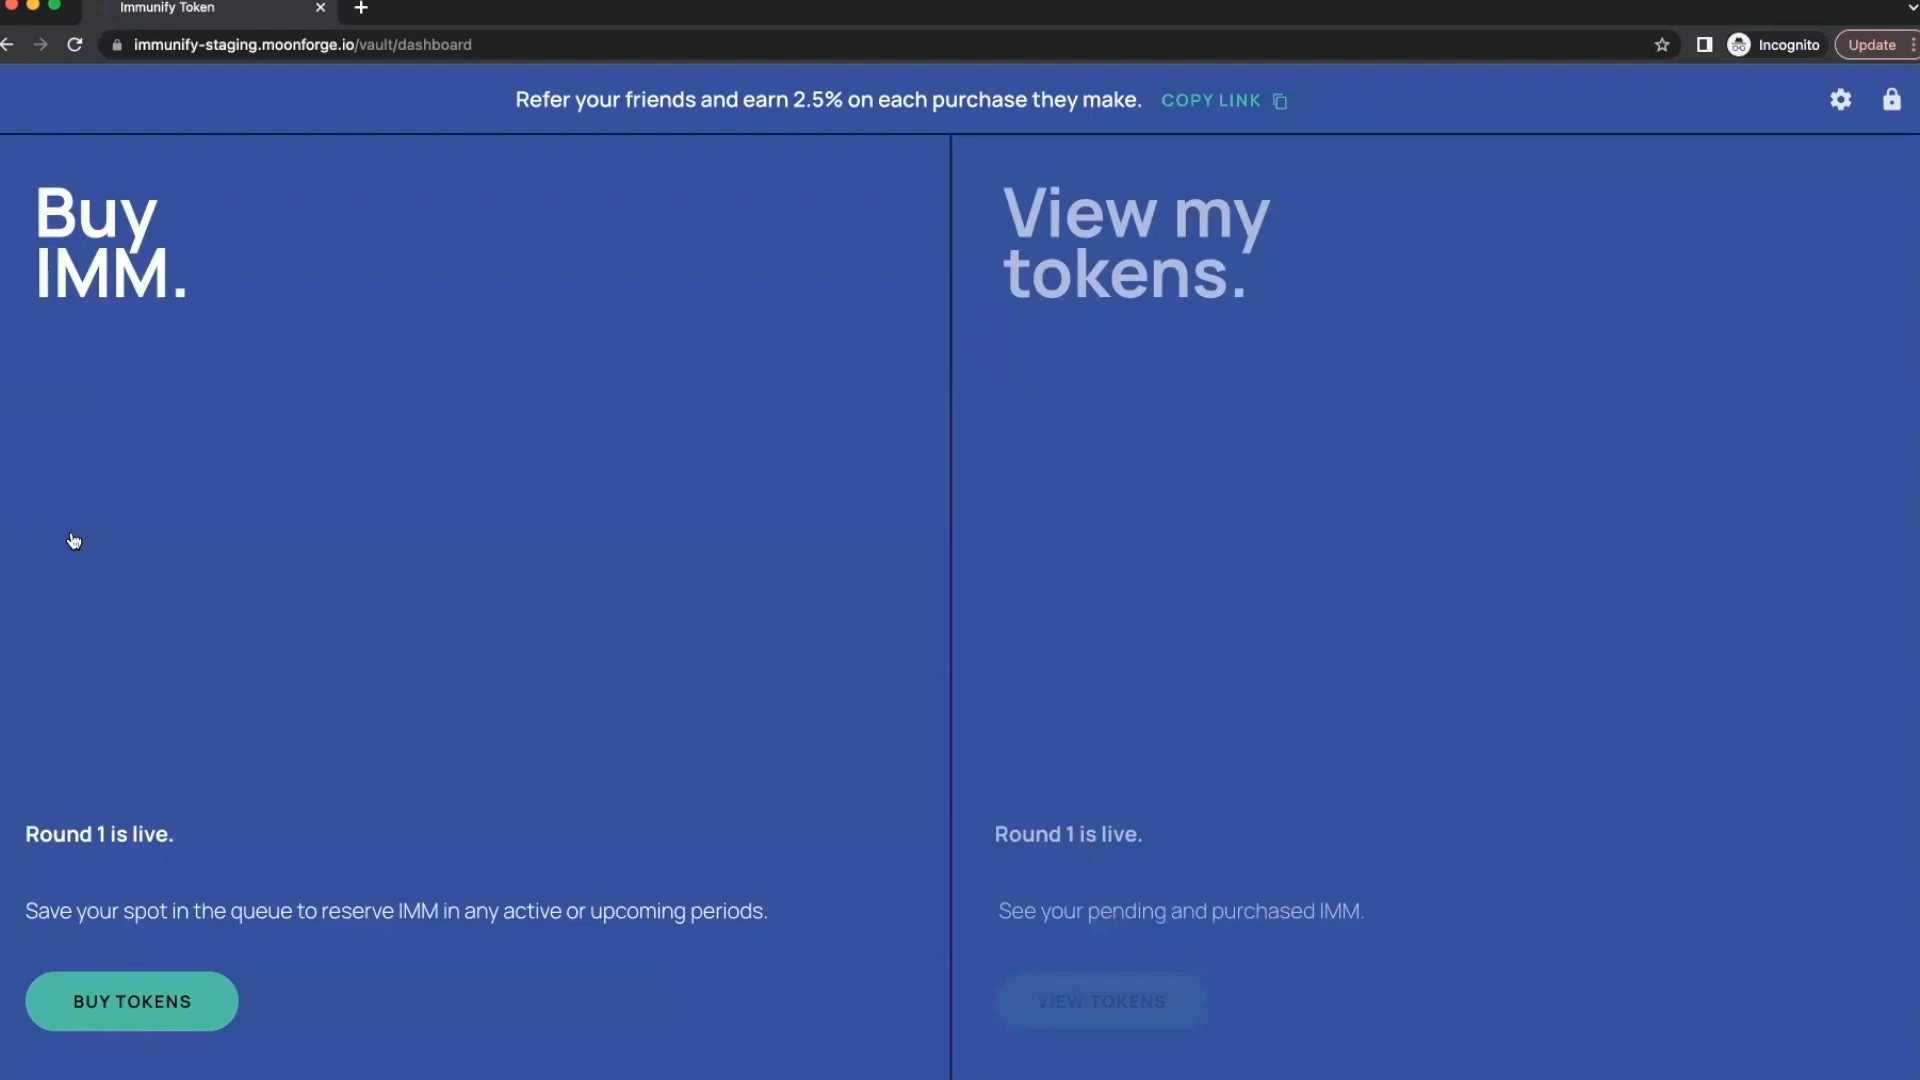 Immunify Token
immunify-staging.moonforge.io/vault/dashboard
Incognito
Update
Refer your friends and earn 2.5% on each purchase they make. COPY LINK
Buy
IMM.
Round 1 is live.
Save your spot in the queue to reserve IMM in any active or upcoming periods.
BUY TOKENS
View my
tokens.
Round 1 is live.
See your pending and purchased IMM.
VIEW TOKENS